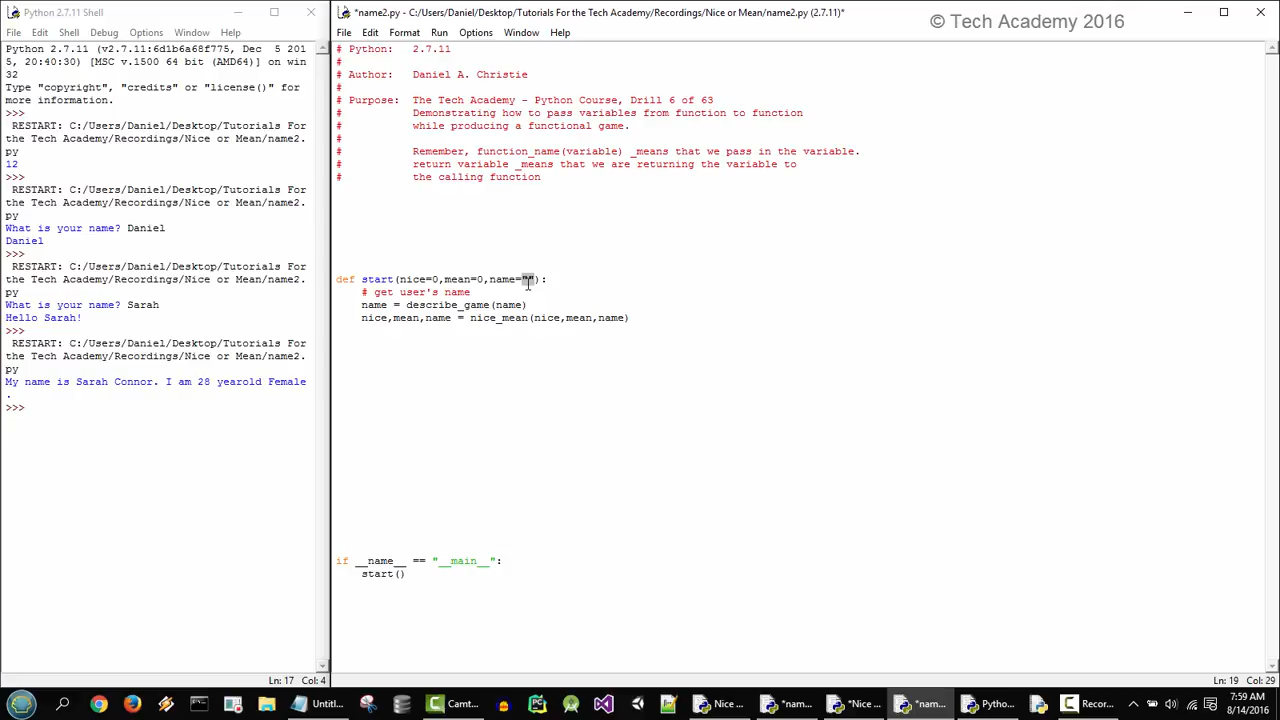 Python 2.7.11 Shell
File Edit Shell Debug Options Window Help
Python 2.7.11 (v2.7.11:6d1b6a68f775, Dec 5 201
5, 20:40:30) [MSC v.1500 64 bit (AMD64)] on win
32
Type "copyright", "credits" or "license()" for
more information.
>>>
RESTART: C:/Users/Daniel/Desktop/Tutorials For
the Tech Academy/Recordings/Nice or Mean/name2.
py
12
>>>
RESTART: C:/Users/Daniel/Desktop/Tutorials For
the Tech Academy/Recordings/Nice or Mean/name2.
py
What is your name? Daniel
Daniel
>>>
RESTART: C:/Users/Daniel/Desktop/Tutorials For
the Tech Academy/Recordings/Nice or Mean/name2.
py
What is your name? Sarah
Hello Sarah!
>>>
RESTART: C:/Users/Daniel/Desktop/Tutorials For
the Tech Academy/Recordings/Nice or Mean/name2.
py
My name is Sarah Connor. I am 28 yearold Female
.
>>>
Ln: 17 Col: 4
*name2.py - C:/Users/Daniel/Desktop/Tutorials For the Tech Academy/Recordings/Nice or Mean/name2.py (2.7.11)*
© Tech Academy 2016
File Edit Format Run Options Window Help
# Python: 2.7.11
#
# Author: Daniel A. Christie
#
# Purpose: The Tech Academy - Python Course, Drill 6 of 63
# Demonstrating how to pass variables from function to function
# while producing a functional game.
#
# Remember, function_name(variable) _means that we pass in the variable.
# return variable _means that we are returning the variable to
# the calling function
def start(nice=0,mean=0,name=""):
# get user's name
name = describe_game(name)
nice,mean,name = nice_mean(nice,mean,name)
if __name__ == "__main__":
start()
Ln: 19 Col: 29
Untitl... Camt... Nice ... *nam... *Nice ... *nam... Pytho... Recor...
7:59 AM
8/14/2016